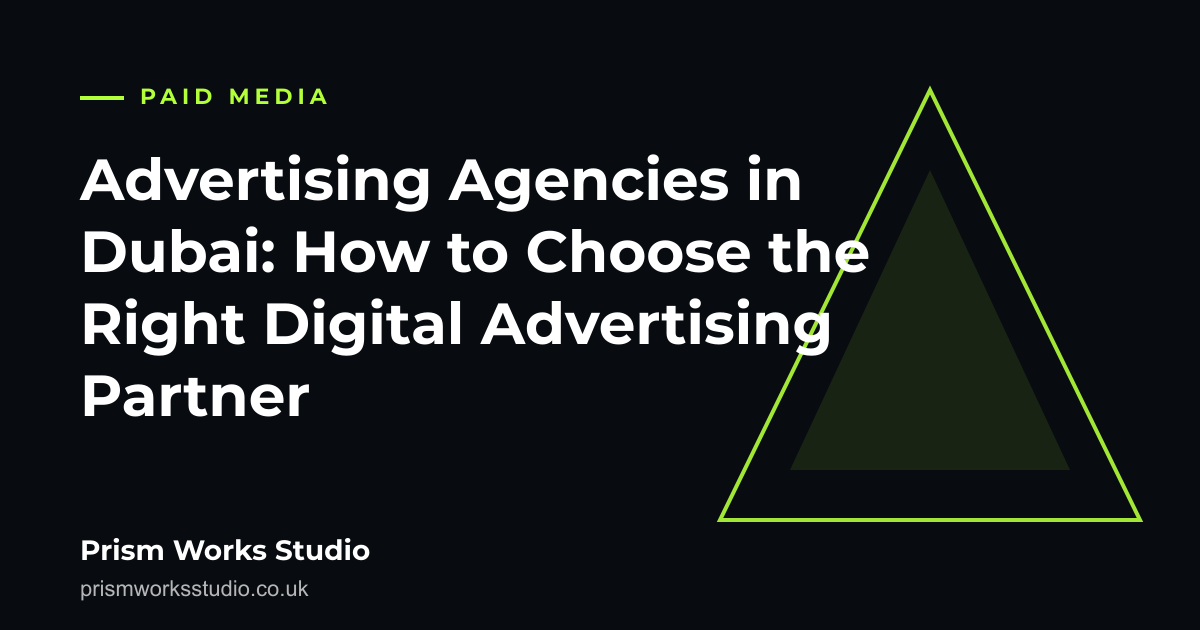 PAID MEDIA
Advertising Agencies in
Dubai: How to Choose the
Right Digital Advertising
Partner
Prism Works Studio
prismworksstudio.co.uk